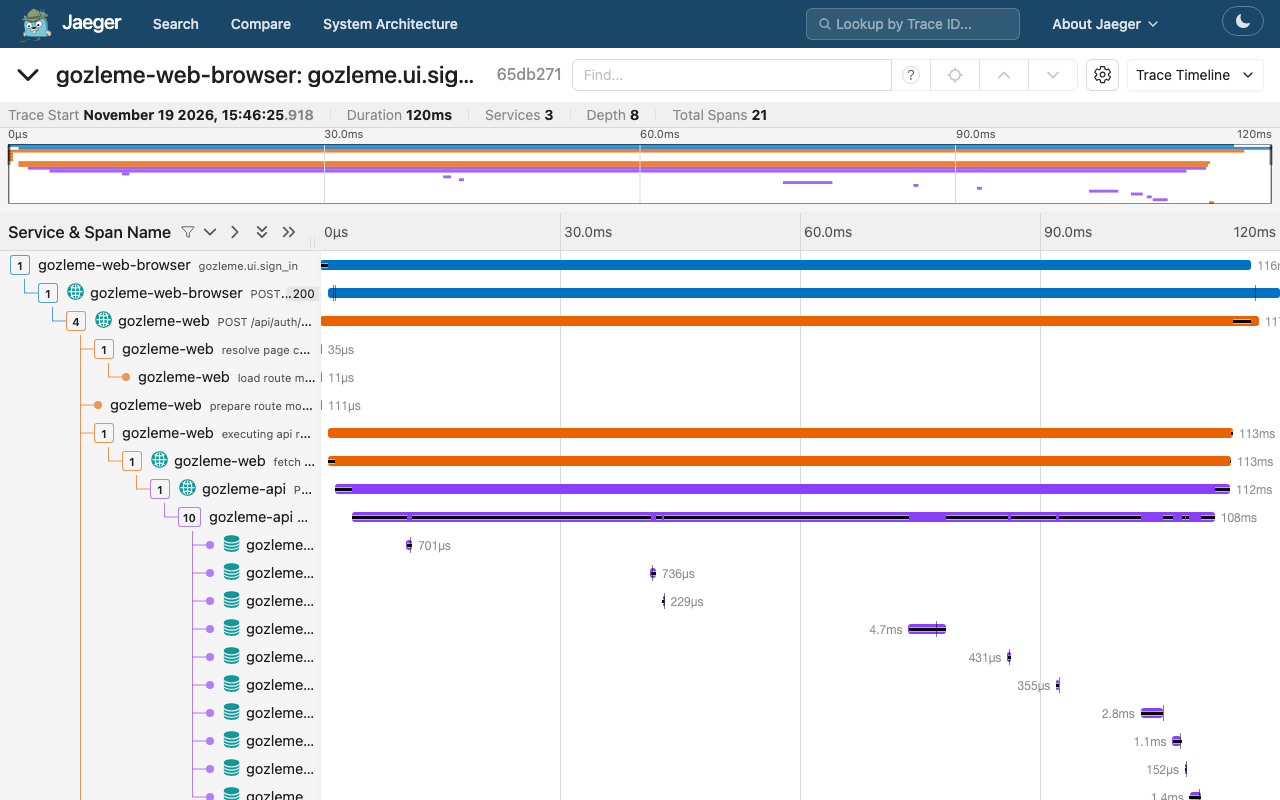 Jaeger Search Compare System Architecture Lookup by Trace ID... About Jaeger
gozleme-web-browser: gozleme.ui.sig... 65db271 Find... ? Trace Timeline
Trace Start November 19 2026, 15:46:25.918 Duration 120ms Services 3 Depth 8 Total Spans 21
0μs 30.0ms 60.0ms 90.0ms 120ms
Service & Span Name 0μs 30.0ms 60.0ms 90.0ms 120ms
1 gozleme-web-browser gozleme.ui.sign_in 116m
1 gozleme-web-browser POST... 200
4 gozleme-web POST /api/auth/... 117
1 gozleme-web resolve page c... 35μs
gozleme-web load route m... 11μs
gozleme-web prepare route mo... 111μs
1 gozleme-web executing api r... 113ms
1 gozleme-web fetch ... 113ms
1 gozleme-api P... 112ms
10 gozleme-api ... 108ms
gozleme... 701μs
gozleme... 736μs
gozleme... 229μs
gozleme... 4.7ms
gozleme... 431μs
gozleme... 355μs
gozleme... 2.8ms
gozleme... 1.1ms
gozleme... 152μs
gozleme... 1.4ms